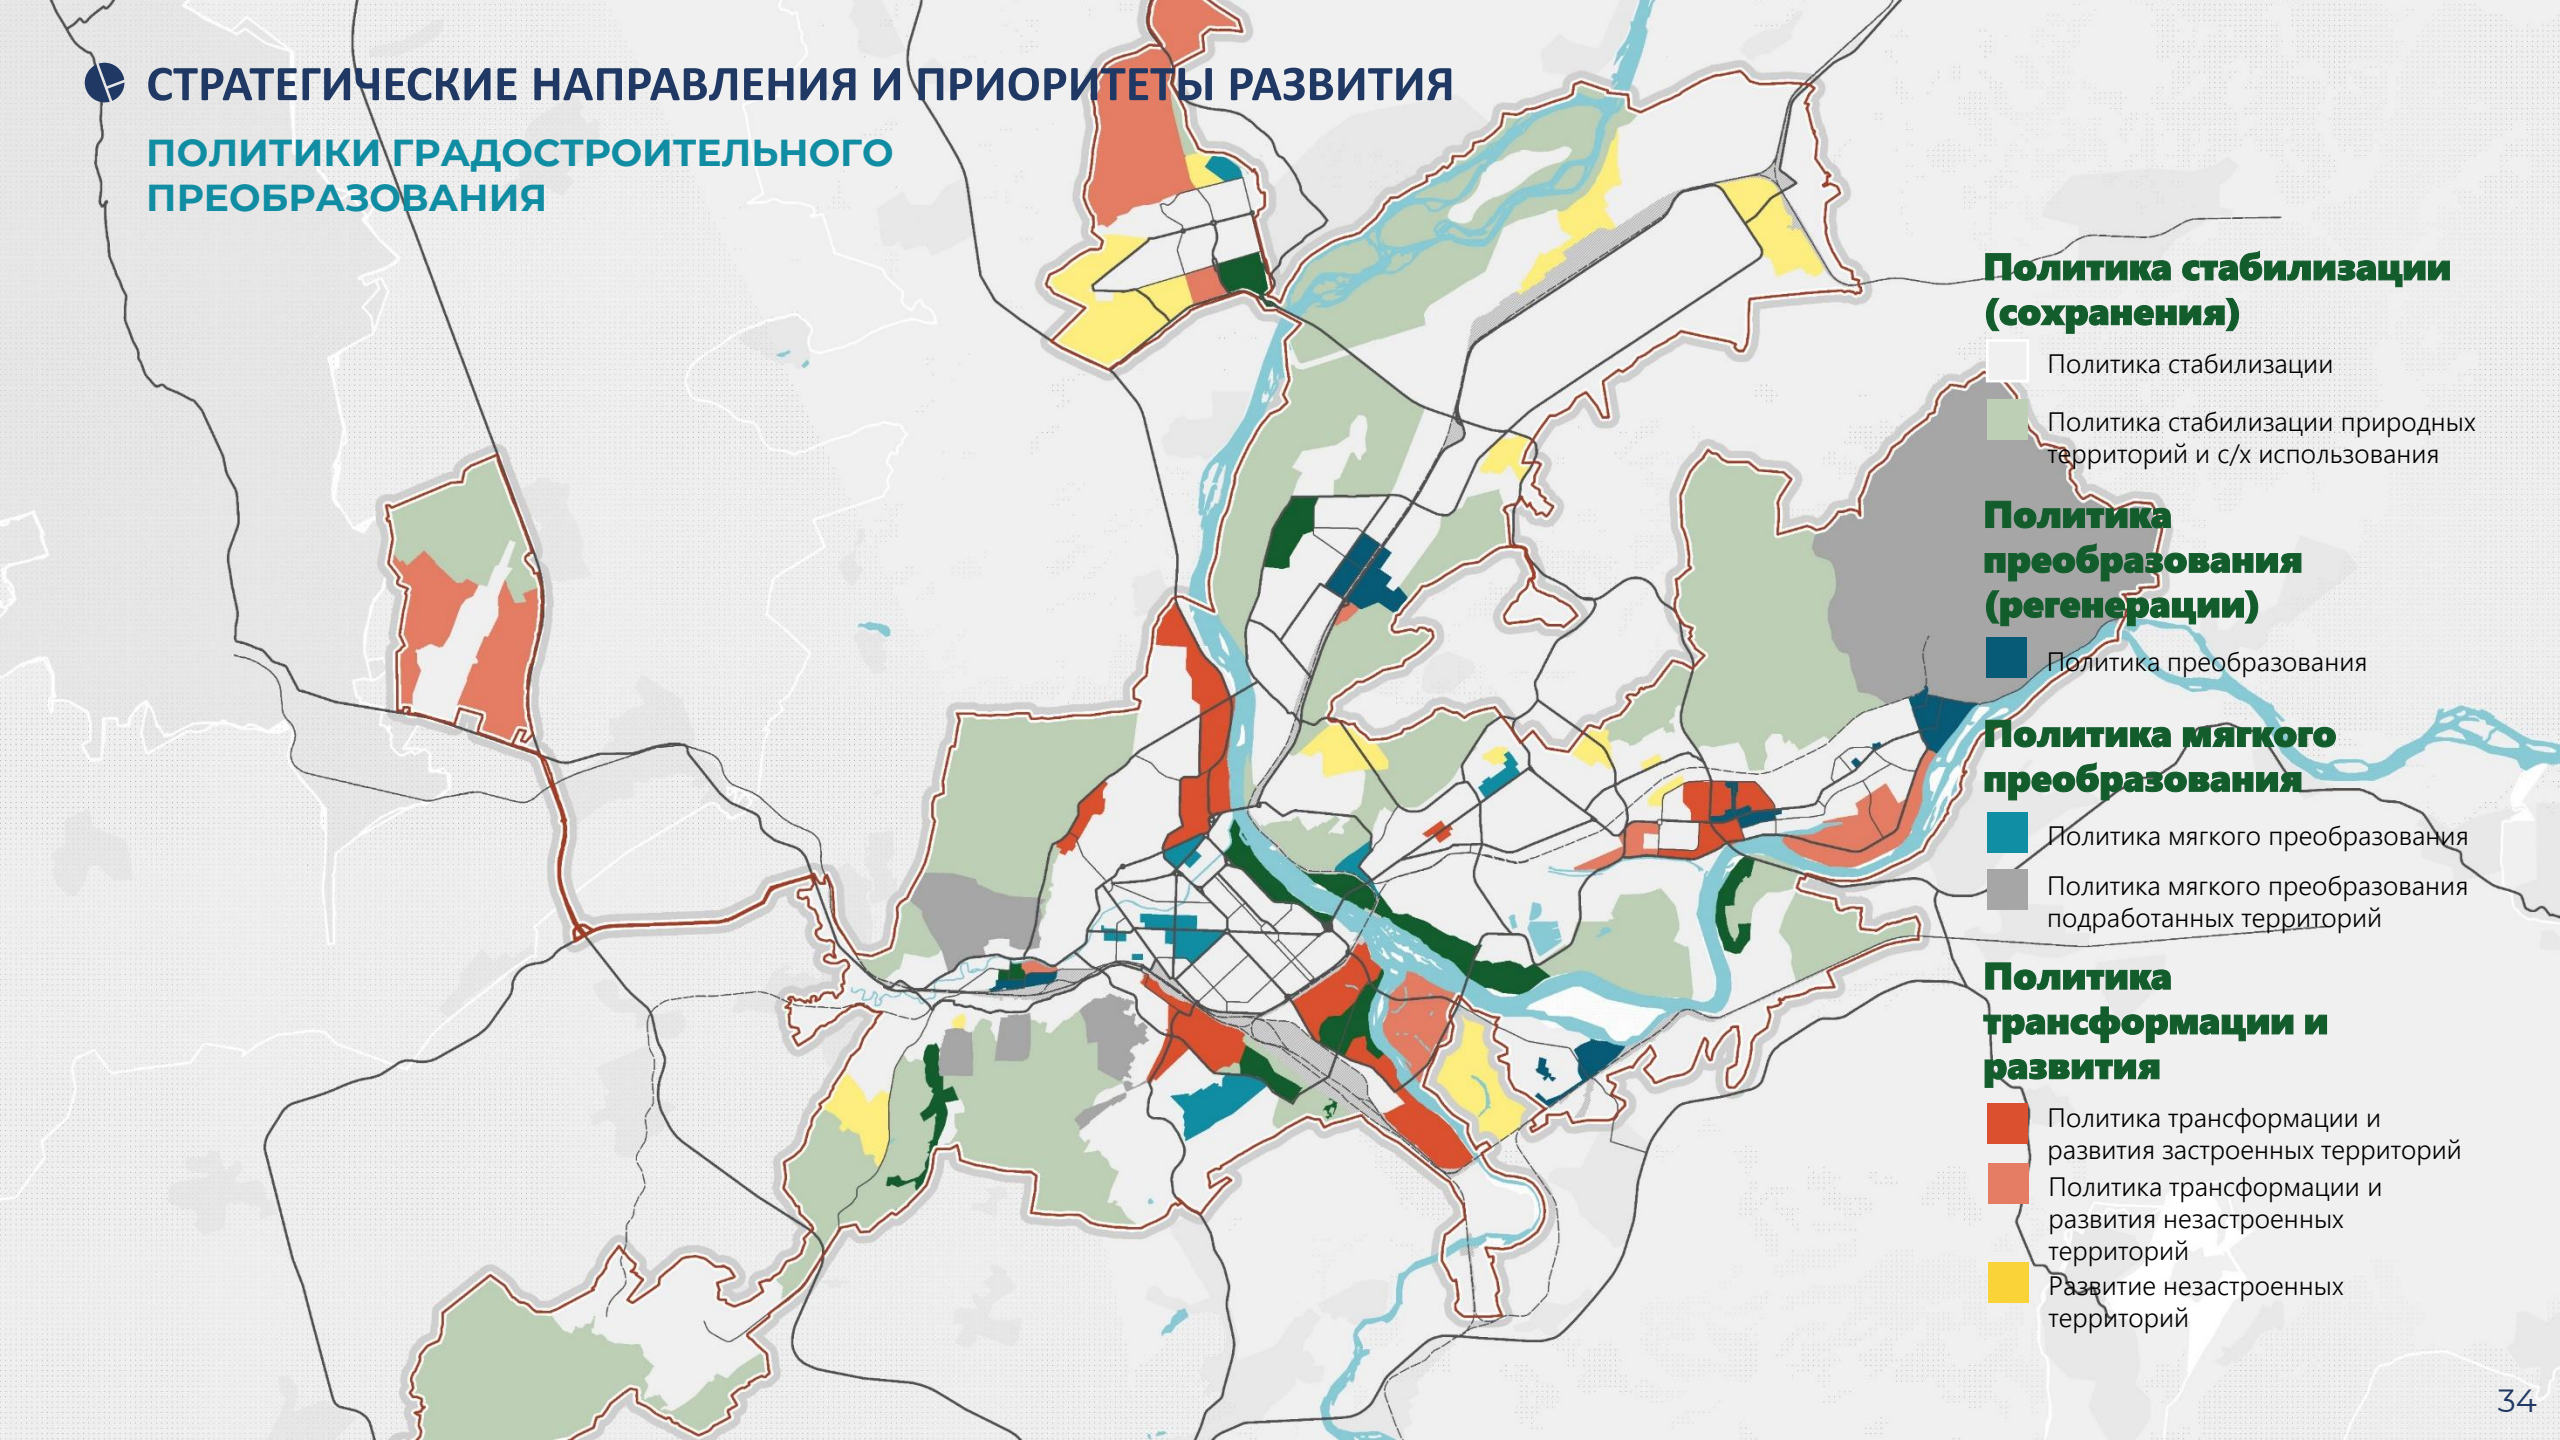 СТРАТЕГИЧЕСКИЕ НАПРАВЛЕНИЯ И ПРИОРИТЕТЫ РАЗВИТИЯ
ПОЛИТИКИ ГРАДОСТРОИТЕЛЬНОГО
ПРЕОБРАЗОВАНИЯ
Политика стабилизации
(сохранения)
Политика стабилизации
Политика стабилизации природных
территорий и с/х использования
Политика
преобразования
(регенерации)
Политика преобразования
Политика мягкого
преобразования
Политика мягкого преобразования
Политика мягкого преобразования
подработанных территорий
Политика
трансформации и
развития
Политика трансформации и
развития застроенных территорий
Политика трансформации и
развития незастроенных
территорий
Развитие незастроенных
территорий
34